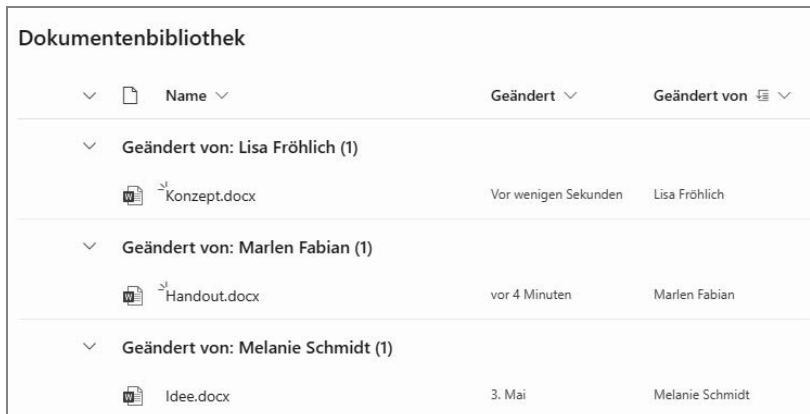 Dokumentenbibliothek
Name Geändert Geändert von
Geändert von: Lisa Fröhlich (1)
Konzept.docx Vor wenigen Sekunden Lisa Fröhlich
Geändert von: Marlen Fabian (1)
Handout.docx vor 4 Minuten Marlen Fabian
Geändert von: Melanie Schmidt (1)
Idee.docx 3. Mai Melanie Schmidt